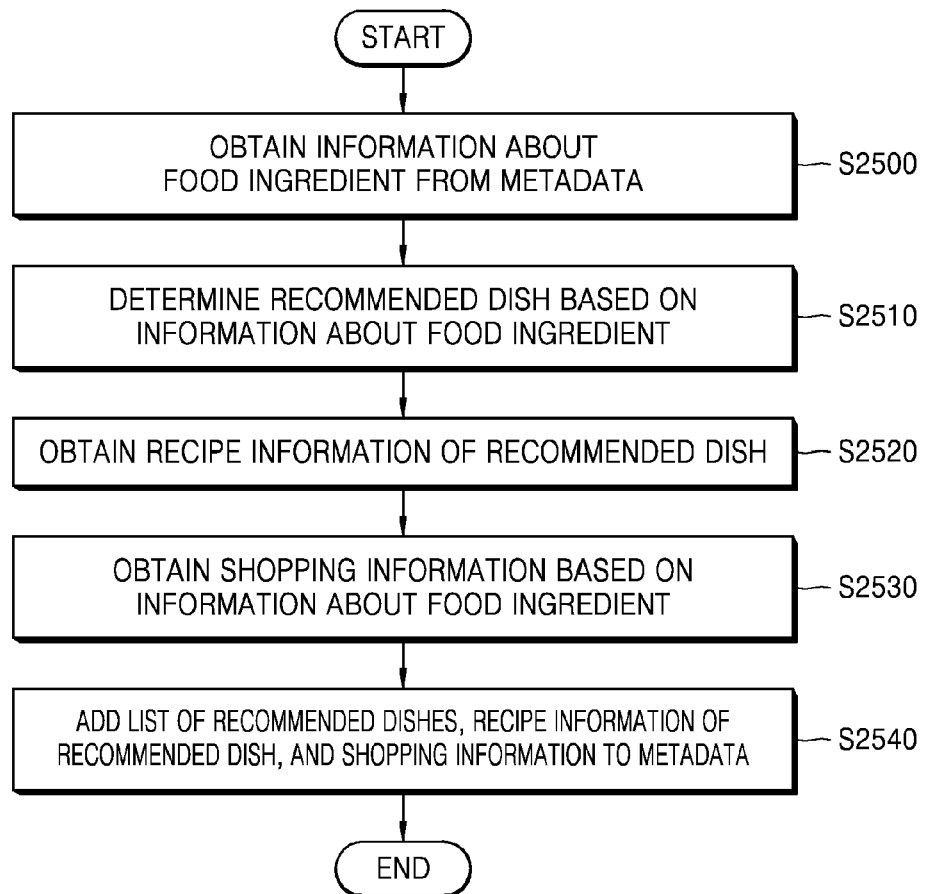 START
OBTAIN INFORMATION ABOUT
FOOD INGREDIENT FROM METADATA
S2500
DETERMINE RECOMMENDED DISH BASED ON
INFORMATION ABOUT FOOD INGREDIENT
S2510
OBTAIN RECIPE INFORMATION OF RECOMMENDED DISH
S2520
OBTAIN SHOPPING INFORMATION BASED ON
INFORMATION ABOUT FOOD INGREDIENT
S2530
ADD LIST OF RECOMMENDED DISHES, RECIPE INFORMATION OF
RECOMMENDED DISH, AND SHOPPING INFORMATION TO METADATA
S2540
END